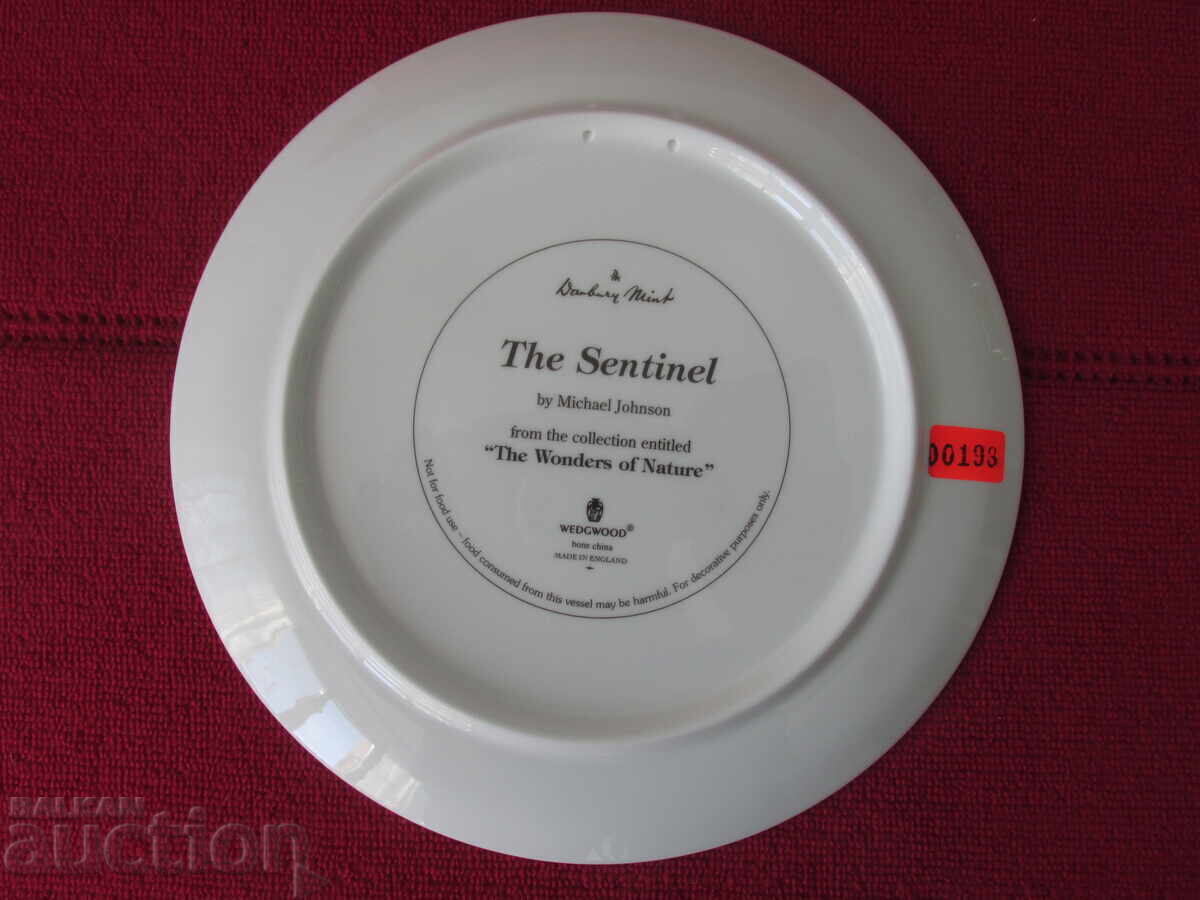 The
Danbury Mint
The Sentinel
by Michael Johnson
from the collection entitled
“The Wonders of Nature”
WEDGWOOD®
bone china
MADE IN ENGLAND
Not for food use – food consumed from this vessel may be harmful. For decorative purposes only.
00193
BALKAN
auction